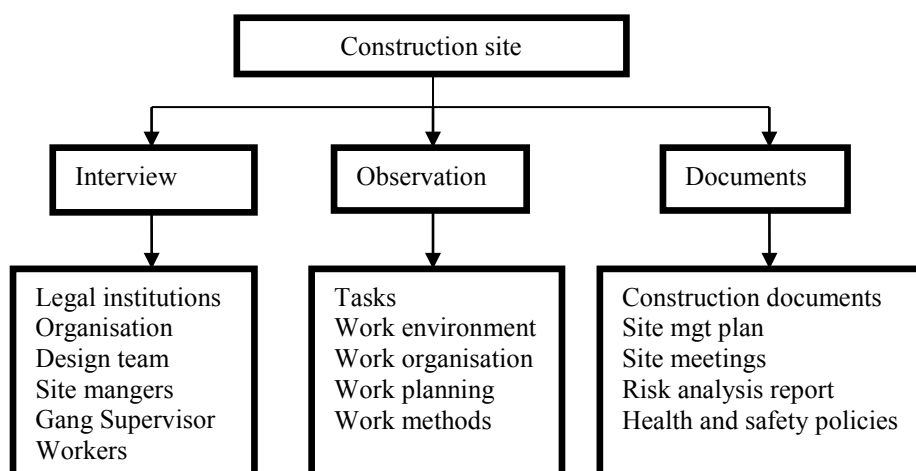 Construction site
Interview
Observation
Documents
Legal institutions
Organisation
Design team
Site mangers
Gang Supervisor
Workers
Tasks
Work environment
Work organisation
Work planning
Work methods
Construction documents
Site mgt plan
Site meetings
Risk analysis report
Health and safety policies